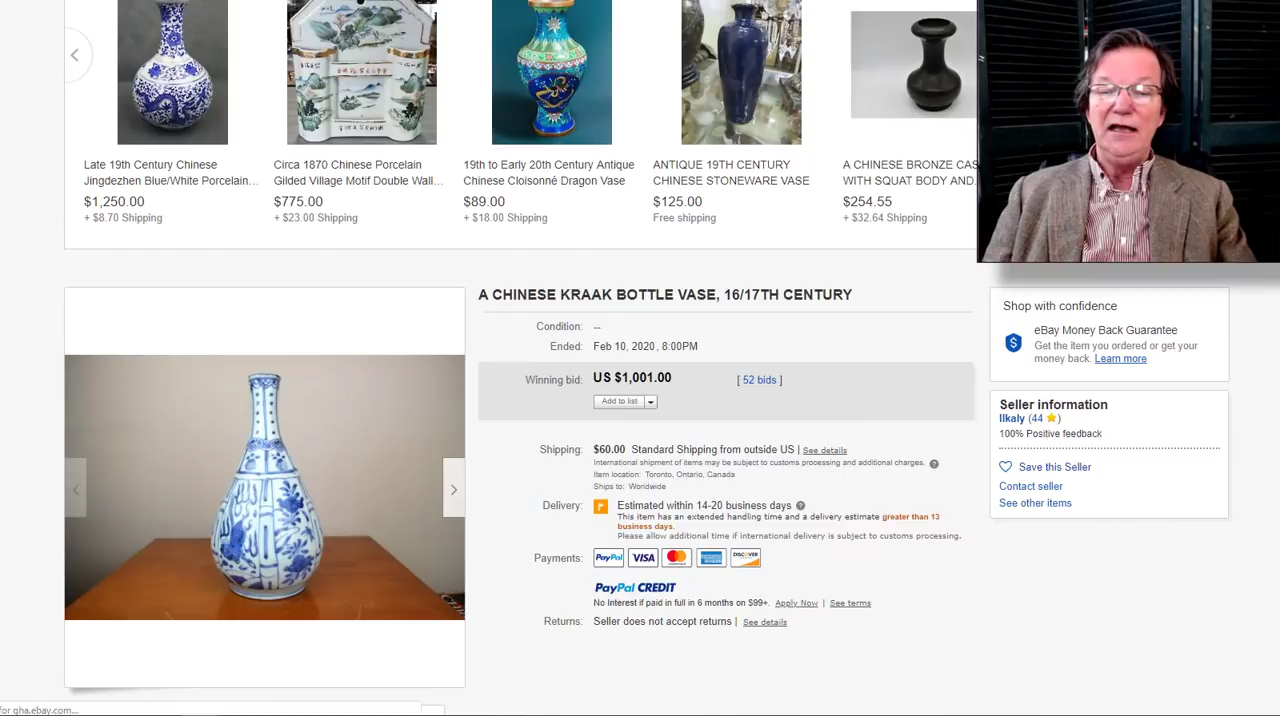 Late 19th Century Chinese
Jingdezhen Blue/White Porcelain...
$1,250.00
+ $8.70 Shipping
Circa 1870 Chinese Porcelain
Gilded Village Motif Double Wall...
$775.00
+ $23.00 Shipping
19th to Early 20th Century Antique
Chinese Cloisonné Dragon Vase
$89.00
+ $18.00 Shipping
ANTIQUE 19TH CENTURY
CHINESE STONEWARE VASE
$125.00
Free shipping
A CHINESE BRONZE CAS
WITH SQUAT BODY AND
$254.55
+ $32.64 Shipping
A CHINESE KRAAK BOTTLE VASE, 16/17TH CENTURY
Condition: --
Ended: Feb 10, 2020 , 8:00PM
Winning bid: US $1,001.00 [ 52 bids ]
Add to list
Shipping: $60.00 Standard Shipping from outside US | See details
International shipment of items may be subject to customs processing and additional charges. ?
Item location: Toronto, Ontario, Canada
Ships to: Worldwide
Delivery: Estimated within 14-20 business days ?
This item has an extended handling time and a delivery estimate greater than 13
business days.
Please allow additional time if international delivery is subject to customs processing.
Payments: PayPal VISA MasterCard AMERICAN EXPRESS DISCOVER
PayPal CREDIT
No Interest if paid in full in 6 months on $99+. Apply Now | See terms
Returns: Seller does not accept returns | See details
Shop with confidence
eBay Money Back Guarantee
Get the item you ordered or get your
money back. Learn more
Seller information
(44 )
100% Positive feedback
Save this Seller
Contact seller
See other items
for gha.ebay.com...